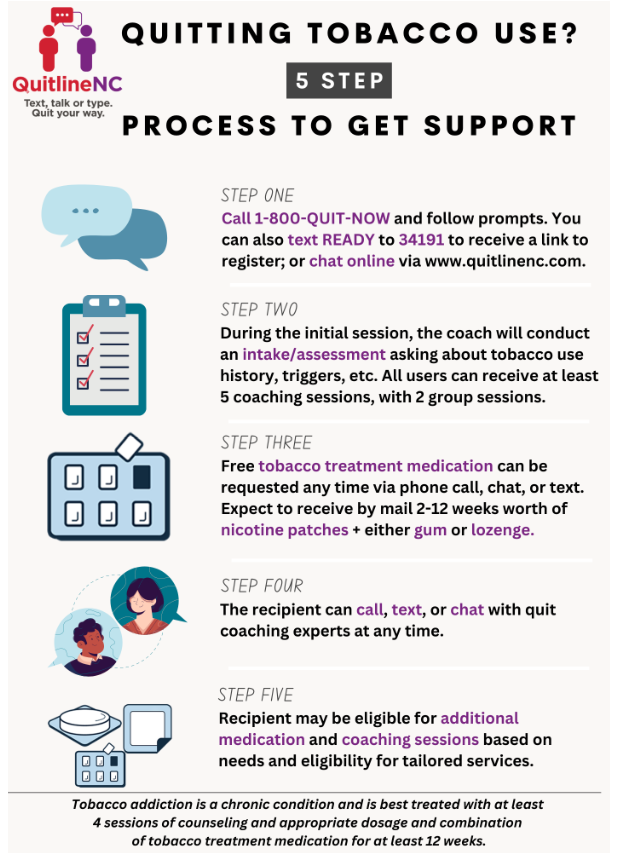 QUITTING TOBACCO USE?
5 STEP
PROCESS TO GET SUPPORT
QuitlineNC
Text, talk or type.
Quit your way.
STEP ONE
Call 1-800-QUIT-NOW and follow prompts. You
can also text READY to 34191 to receive a link to
register; or chat online via www.quitlinenc.com.
STEP TWO
During the initial session, the coach will conduct
an intake/assessment asking about tobacco use
history, triggers, etc. All users can receive at least
5 coaching sessions, with 2 group sessions.
STEP THREE
Free tobacco treatment medication can be
requested any time via phone call, chat, or text.
Expect to receive by mail 2-12 weeks worth of
nicotine patches + either gum or lozenge.
STEP FOUR
The recipient can call, text, or chat with quit
coaching experts at any time.
STEP FIVE
Recipient may be eligible for additional
medication and coaching sessions based on
needs and eligibility for tailored services.
Tobacco addiction is a chronic condition and is best treated with at least
4 sessions of counseling and appropriate dosage and combination
of tobacco treatment medication for at least 12 weeks.